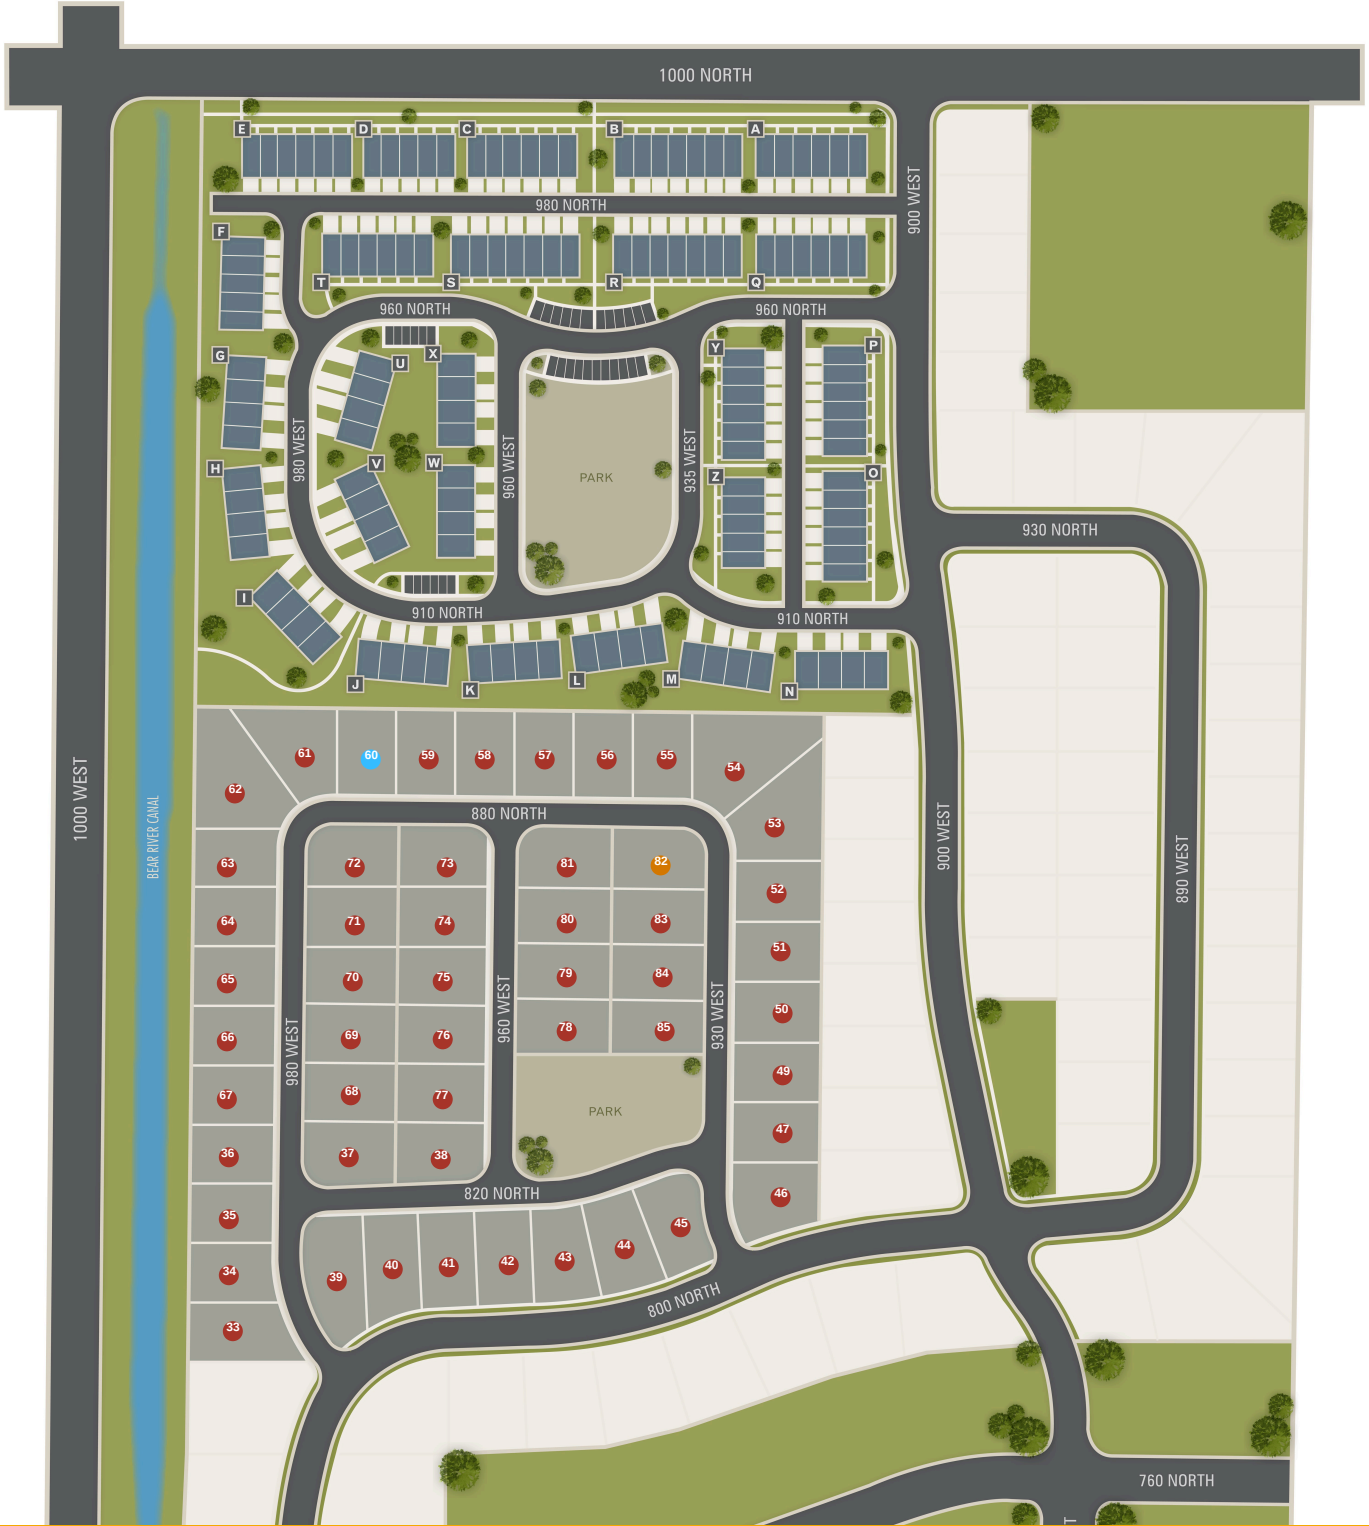 1000 NORTH
E
D
C
B
A
980 NORTH
900 WEST
F
T
S
R
Q
960 NORTH
960 NORTH
G
U
X
Y
P
980 WEST
V
W
960 WEST
PARK
935 WEST
Z
O
H
930 NORTH
I
910 NORTH
910 NORTH
J
K
L
M
N
1000 WEST
BEAR RIVER CANAL
61
60
59
58
57
56
55
54
62
880 NORTH
53
900 WEST
890 WEST
63
72
73
81
82
52
64
71
74
80
83
51
65
70
75
79
84
50
66
69
76
78
85
980 WEST
960 WEST
930 WEST
49
67
68
77
PARK
47
36
37
38
46
820 NORTH
35
45
34
39
40
41
42
43
44
33
800 NORTH
760 NORTH
T